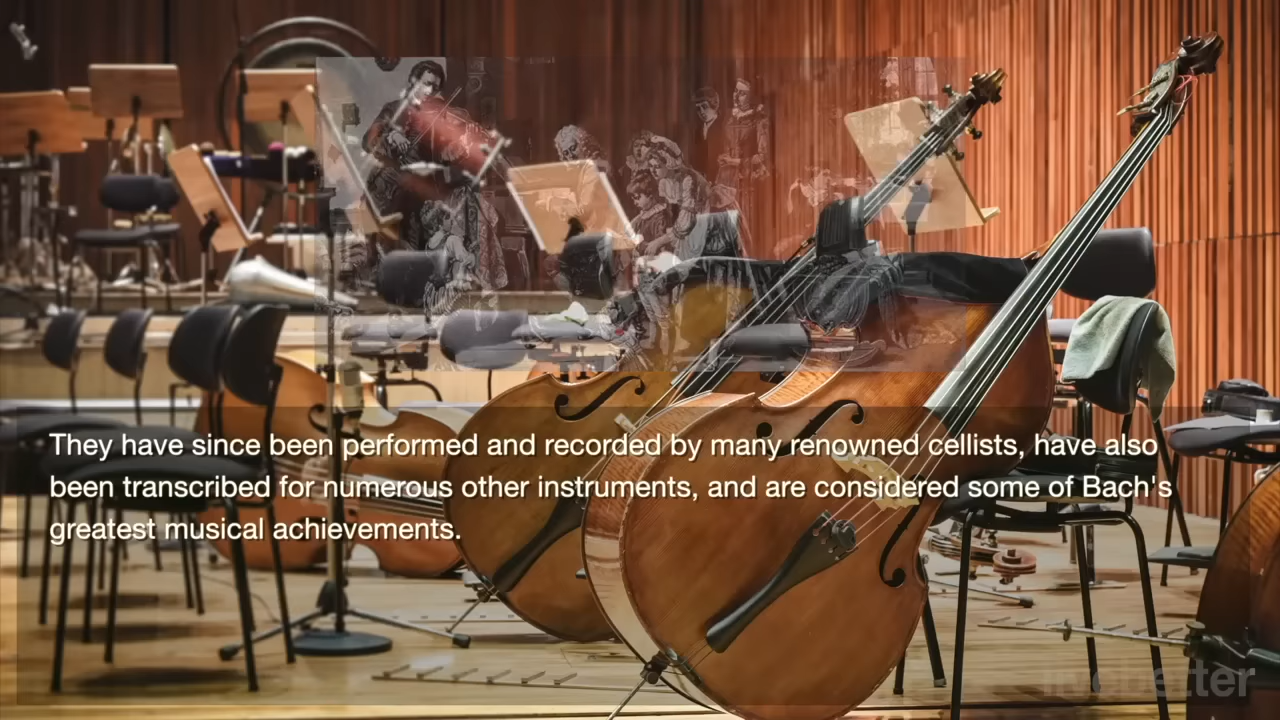 They have since been performed and recorded by many renowned cellists, have also
been transcribed for numerous other instruments, and are considered some of Bach's
greatest musical achievements.